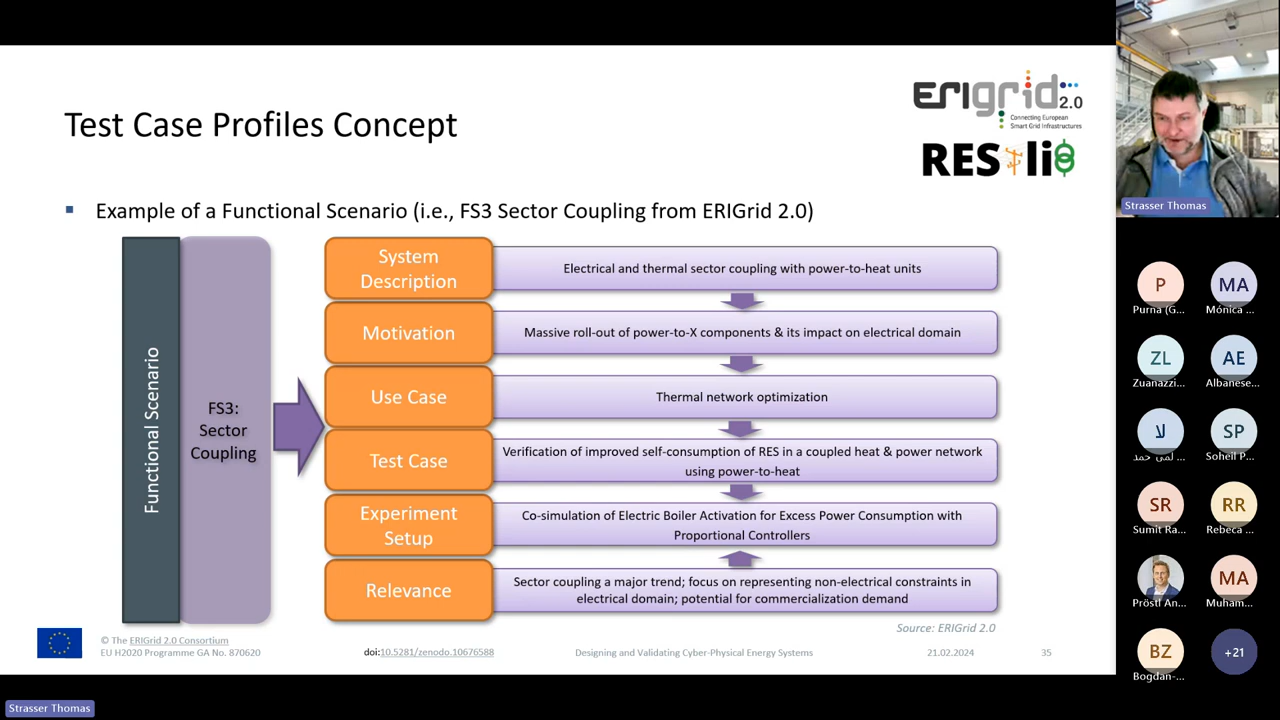 Test Case Profiles Concept
ERIgrid 2.0
Connecting European
Smart Grid Infrastructures
RESili8
Example of a Functional Scenario (i.e., FS3 Sector Coupling from ERIGrid 2.0)
Functional Scenario
FS3:
Sector
Coupling
System
Description
Electrical and thermal sector coupling with power-to-heat units
Motivation
Massive roll-out of power-to-X components & its impact on electrical domain
Use Case
Thermal network optimization
Test Case
Verification of improved self-consumption of RES in a coupled heat & power network
using power-to-heat
Experiment
Setup
Co-simulation of Electric Boiler Activation for Excess Power Consumption with
Proportional Controllers
Relevance
Sector coupling a major trend; focus on representing non-electrical constraints in
electrical domain; potential for commercialization demand
Source: ERIGrid 2.0
© The ERIGrid 2.0 Consortium
EU H2020 Programme GA No. 870620
doi:10.5281/zenodo.10676588
Designing and Validating Cyber-Physical Energy Systems
21.02.2024
35
Strasser Thomas
Strasser Thomas
P
Purna (G...
MA
Mónica ...
ZL
Zuanazzi...
AE
Albanese...
SP
Soheil P...
SR
Sumit Ra...
RR
Rebeca ...
Pröstl An...
MA
Muham...
BZ
Bogdan-...
+21